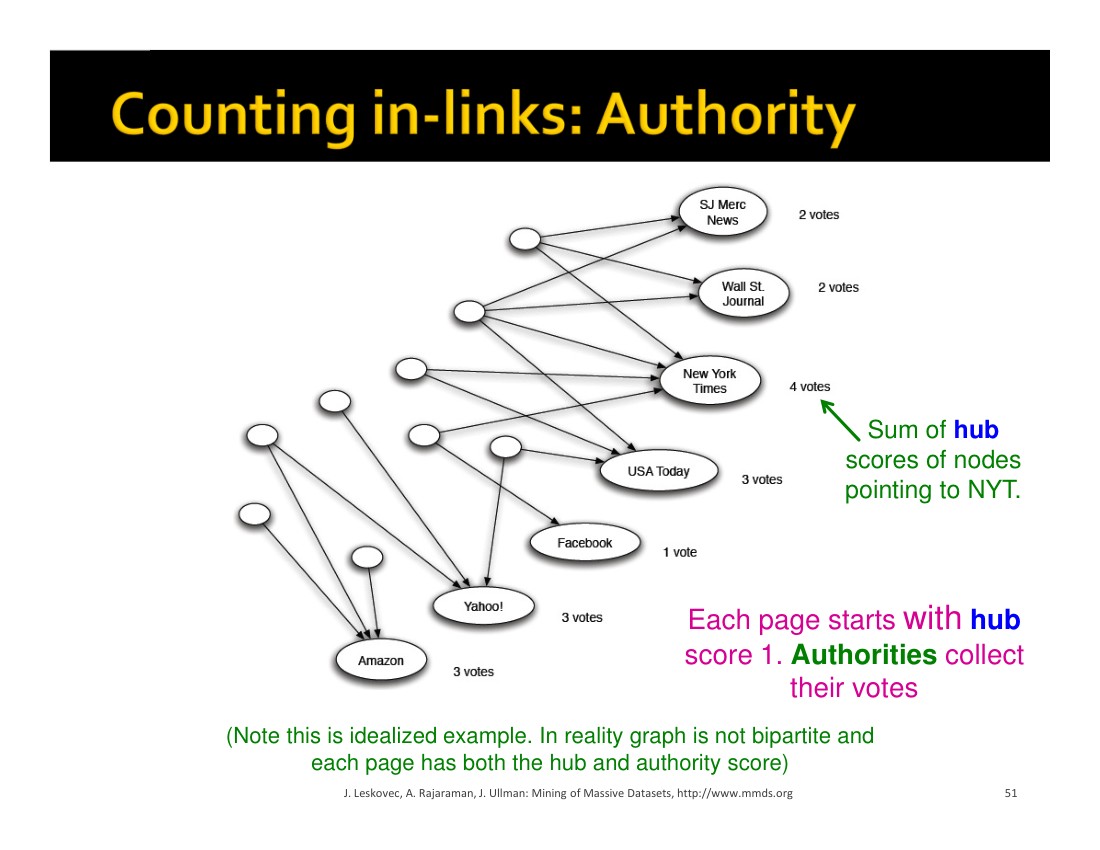 Counting in-links: Authority
SJ Merc
News
2 votes
Wall St.
Journal
2 votes
New York
Times
4 votes
Sum of hub
scores of nodes
pointing to NYT.
USA Today
3 votes
Facebook
1 vote
Yahoo!
3 votes
Amazon
3 votes
Each page starts with hub
score 1. Authorities collect
their votes
(Note this is idealized example. In reality graph is not bipartite and
each page has both the hub and authority score)
J. Leskovec, A. Rajaraman, J. Ullman: Mining of Massive Datasets, http://www.mmds.org
51